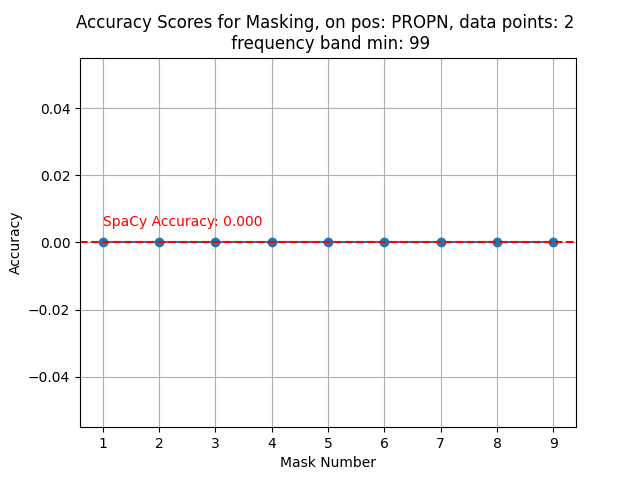 Accuracy Scores for Masking, on pos: PROPN, data points: 2
frequency band min: 99
0.04
0.02
SpaCy Accuracy: 0.000
0.00
−0.02
−0.04
Accuracy
1 2 3 4 5 6 7 8 9
Mask Number